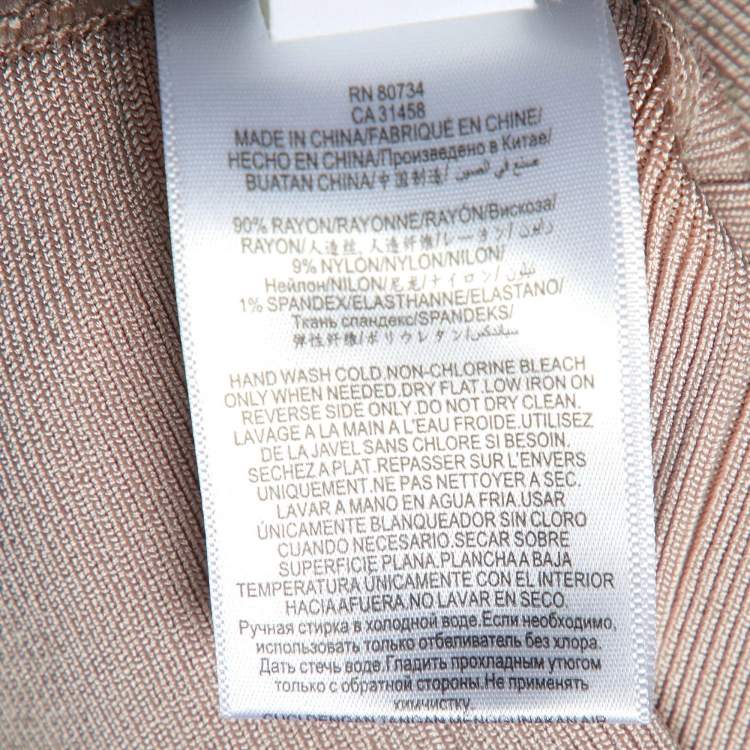 RN 80734
CA 31458
MADE IN CHINA/FABRIQUÉ EN CHINE/
HECHO EN CHINA/Произведено в Китае/
BUATAN CHINA/中国制造/ صنع في الصين
90% RAYON/RAYONNE/RAYÓN/Вискоза/
RAYON/人造丝, 人造纤维/レーヨン/ رايون
9% NYLON/NYLON/NILON/
Нейлон/NILON/尼龙/ナイロン/ نيلون
1% SPANDEX/ELASTHANNE/ELASTANO/
Ткань спандекс/SPANDEKS/
弹性纤维/ポリウレタン/ سباندكس
HAND WASH COLD.NON-CHLORINE BLEACH
ONLY WHEN NEEDED.DRY FLAT.LOW IRON ON
REVERSE SIDE ONLY.DO NOT DRY CLEAN.
LAVAGE A LA MAIN A L'EAU FROIDE.UTILISEZ
DE LA JAVEL SANS CHLORE SI BESOIN.
SECHEZ A PLAT.REPASSER SUR L'ENVERS
UNIQUEMENT.NE PAS NETTOYER A SEC.
LAVAR A MANO EN AGUA FRIA.USAR
ÚNICAMENTE BLANQUEADOR SIN CLORO
CUANDO NECESARIO.SECAR SOBRE
SUPERFICIE PLANA.PLANCHA A BAJA
TEMPERATURA ÚNICAMENTE CON EL INTERIOR
HACIA AFUERA.NO LAVAR EN SECO.
Ручная стирка в холодной воде.Если необходимо,
использовать только отбеливатель без хлора.
Дать стечь воде.Гладить прохладным утюгом
только с обратной стороны.Не применять
химчистку.
CUCI DENGAN TANGAN MENGGUNAKAN AIR